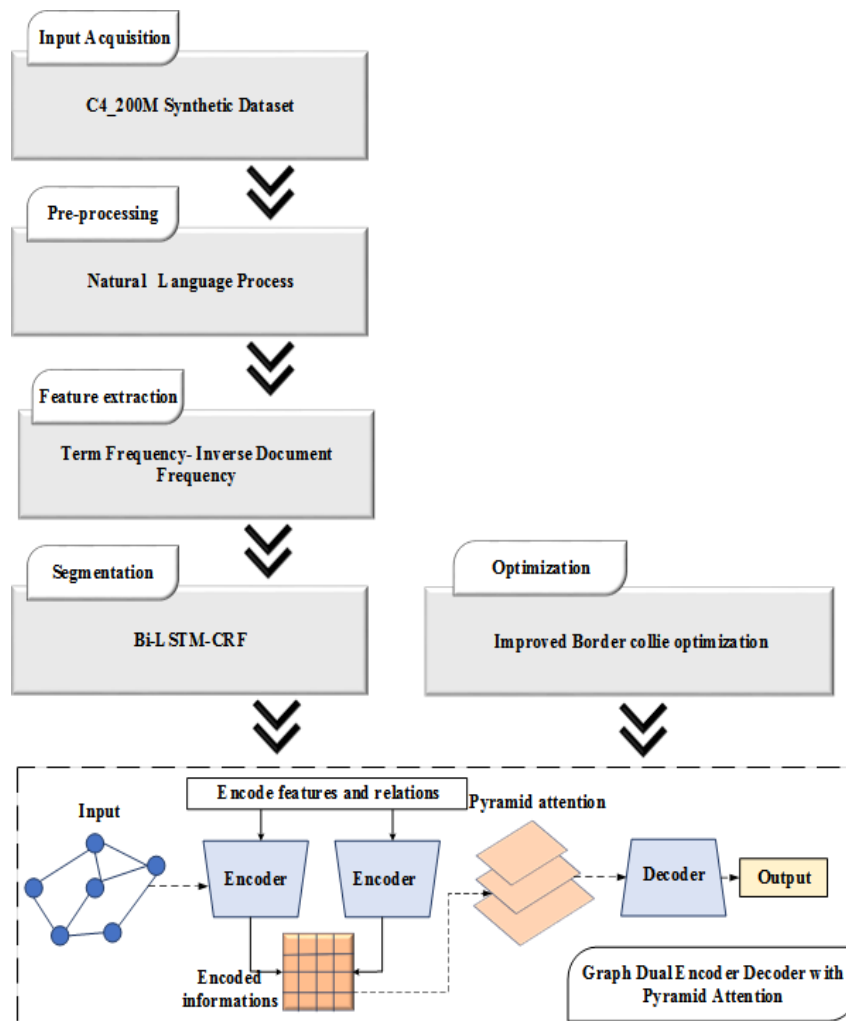 Input Acquisition
C4_200M Synthetic Dataset
Pre-processing
Natural Language Process
Feature extraction
Term Frequency- Inverse Document
Frequency
Segmentation
Bi-LSTM-CRF
Optimization
Improved Border collie optimization
Encode features and relations
Input
Pyramid attention
Encoder
Encoder
Decoder
Output
Encoded
informations
Graph Dual Encoder Decoder with
Pyramid Attention